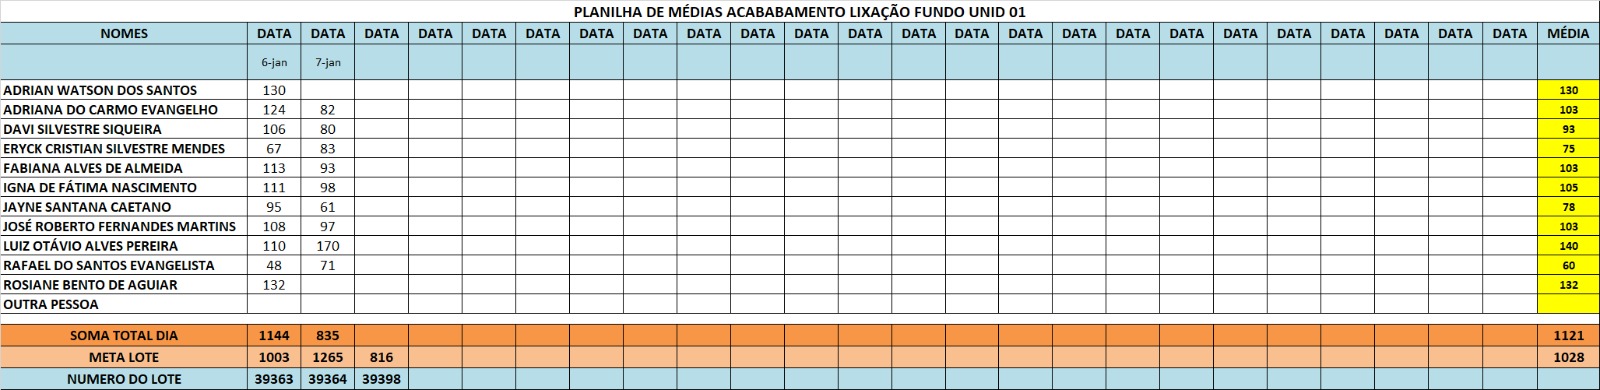 PLANILHA DE MÉDIAS ACABABAMENTO LIXAÇÃO FUNDO UNID 01
NOMES DATA DATA DATA DATA DATA DATA DATA DATA DATA DATA DATA DATA DATA DATA DATA DATA DATA DATA DATA DATA DATA DATA DATA DATA MÉDIA
6-jan 7-jan
ADRIAN WATSON DOS SANTOS 130 130
ADRIANA DO CARMO EVANGELHO 124 82 103
DAVI SILVESTRE SIQUEIRA 106 80 93
ERYCK CRISTIAN SILVESTRE MENDES 67 83 75
FABIANA ALVES DE ALMEIDA 113 93 103
IGNA DE FÁTIMA NASCIMENTO 111 98 105
JAYNE SANTANA CAETANO 95 61 78
JOSÉ ROBERTO FERNANDES MARTINS 108 97 103
LUIZ OTÁVIO ALVES PEREIRA 110 170 140
RAFAEL DO SANTOS EVANGELISTA 48 71 60
ROSIANE BENTO DE AGUIAR 132 132
OUTRA PESSOA
SOMA TOTAL DIA 1144 835 1121
META LOTE 1003 1265 816 1028
NUMERO DO LOTE 39363 39364 39398